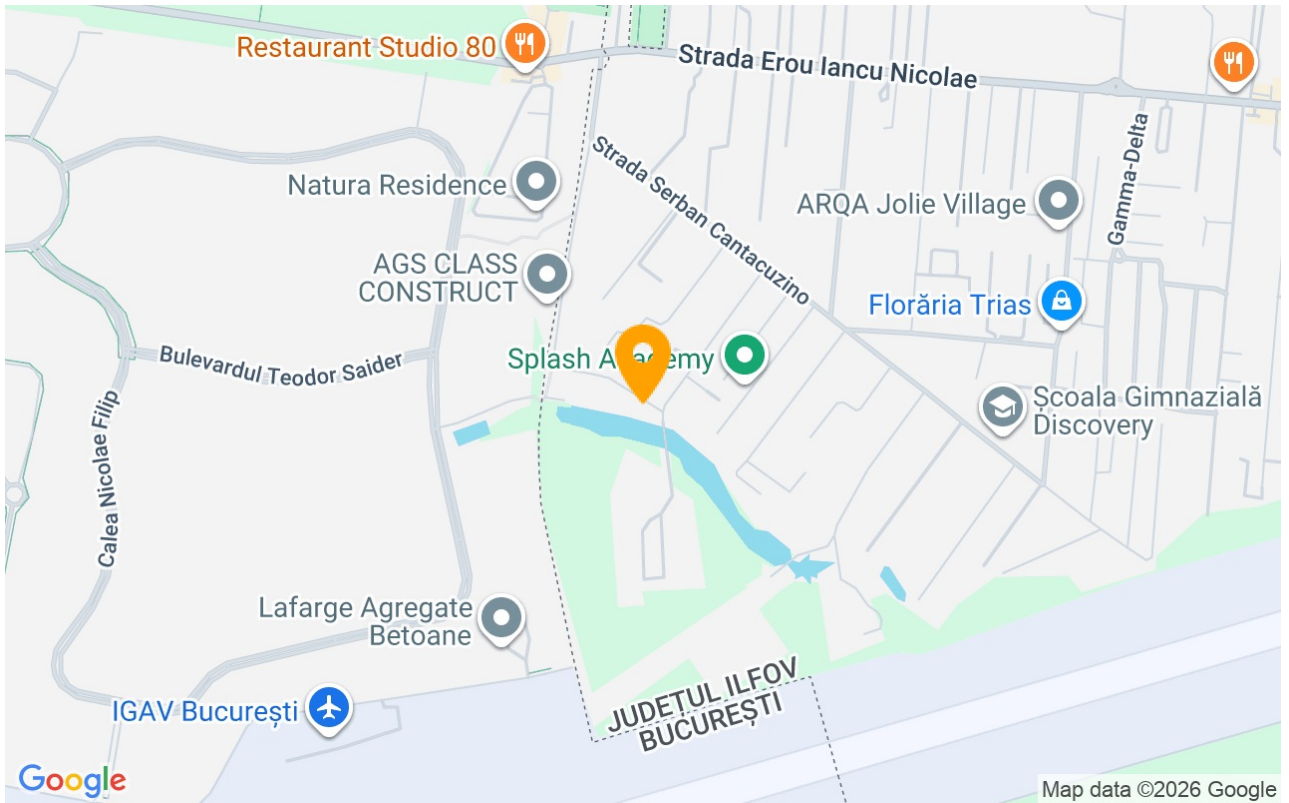 Restaurant Studio 80
Strada Erou Iancu Nicolae
Strada Serban Cantacuzino
Gamma-Delta
Natura Residence
ARQA Jolie Village
AGS CLASS
CONSTRUCT
Florăria Trias
Bulevardul Teodor Saider
Splash Academy
Școala Gimnazială
Discovery
Calea Nicolae Filip
Lafarge Agregate
Betoane
IGAV București
JUDEȚUL ILFOV
BUCUREȘTI
Google
Map data ©2026 Google